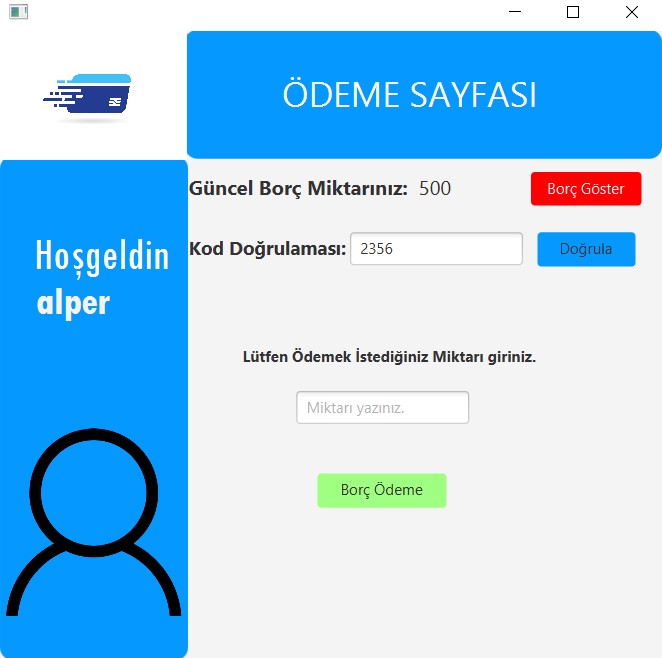 ÖDEME SAYFASI
Güncel Borç Miktarınız: 500
Borç Göster
Hoşgeldin
alper
Kod Doğrulaması: 2356
Doğrula
Lütfen Ödemek İstediğiniz Miktarı giriniz.
Miktarı yazınız.
Borç Ödeme